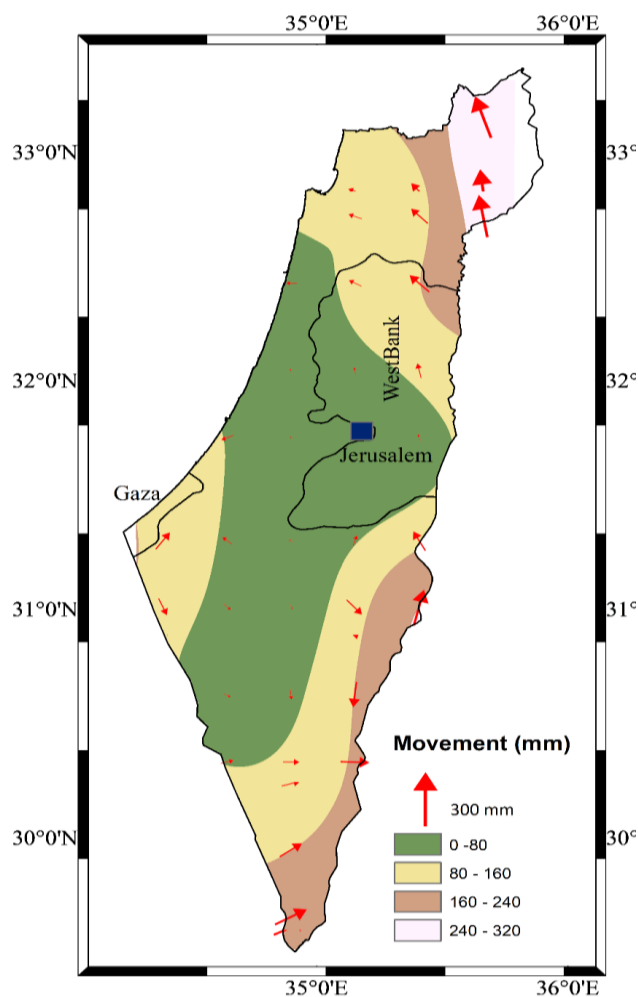 35°0'E 36°0'E
33°0'N 33°
32°0'N 32°
WestBank
Jerusalem
Gaza
31°0'N 31°
Movement (mm)
300 mm
30°0'N 30°
0 -80
80 - 160
160 - 240
240 - 320
35°0'E 36°0'E